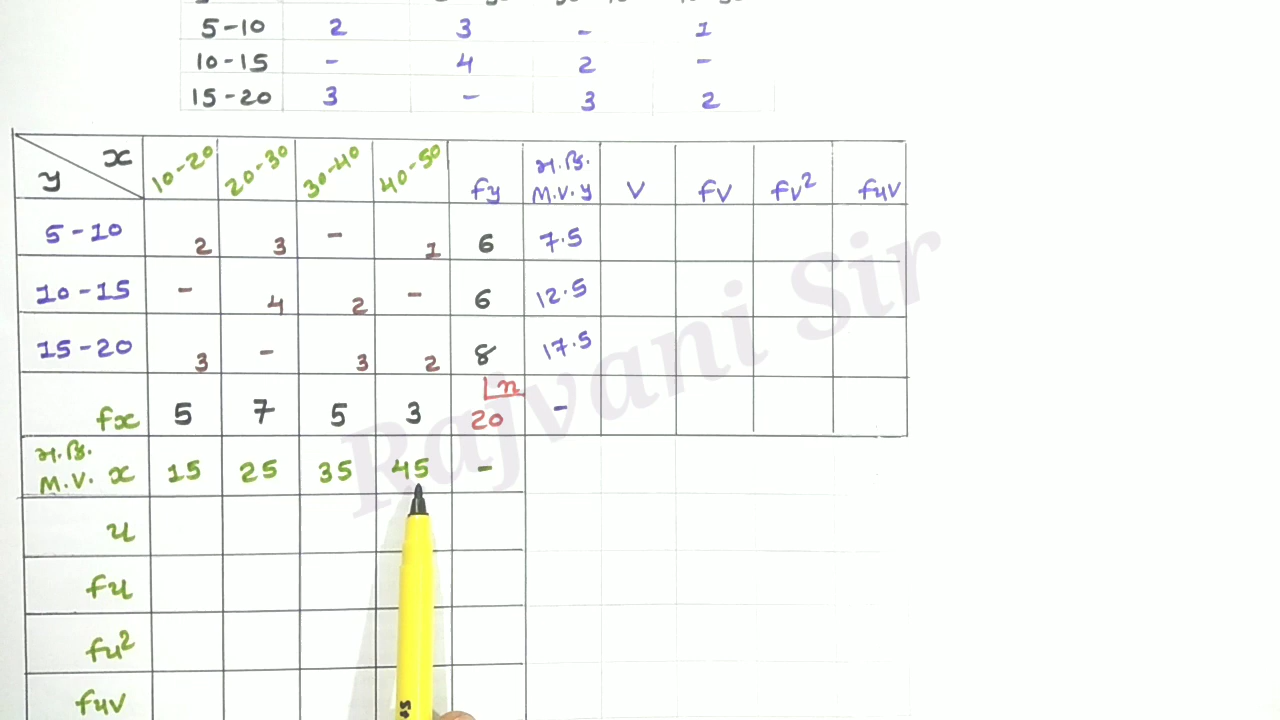 5-10 2 3 - 1
10-15 - 4 2 -
15-20 3 - 3 2
x
y 10-20 20-30 30-40 40-50 fy મ.કિ. M.V. y v fv fv² fuv
5-10 2 3 - 1 6 7.5
10-15 - 4 2 - 6 12.5
15-20 3 - 3 2 8 17.5
n
fx 5 7 5 3 20 -
મ.કિ.
M.V. x 15 25 35 45 -
u
fu
fu²
fuv
Rajvani Sir